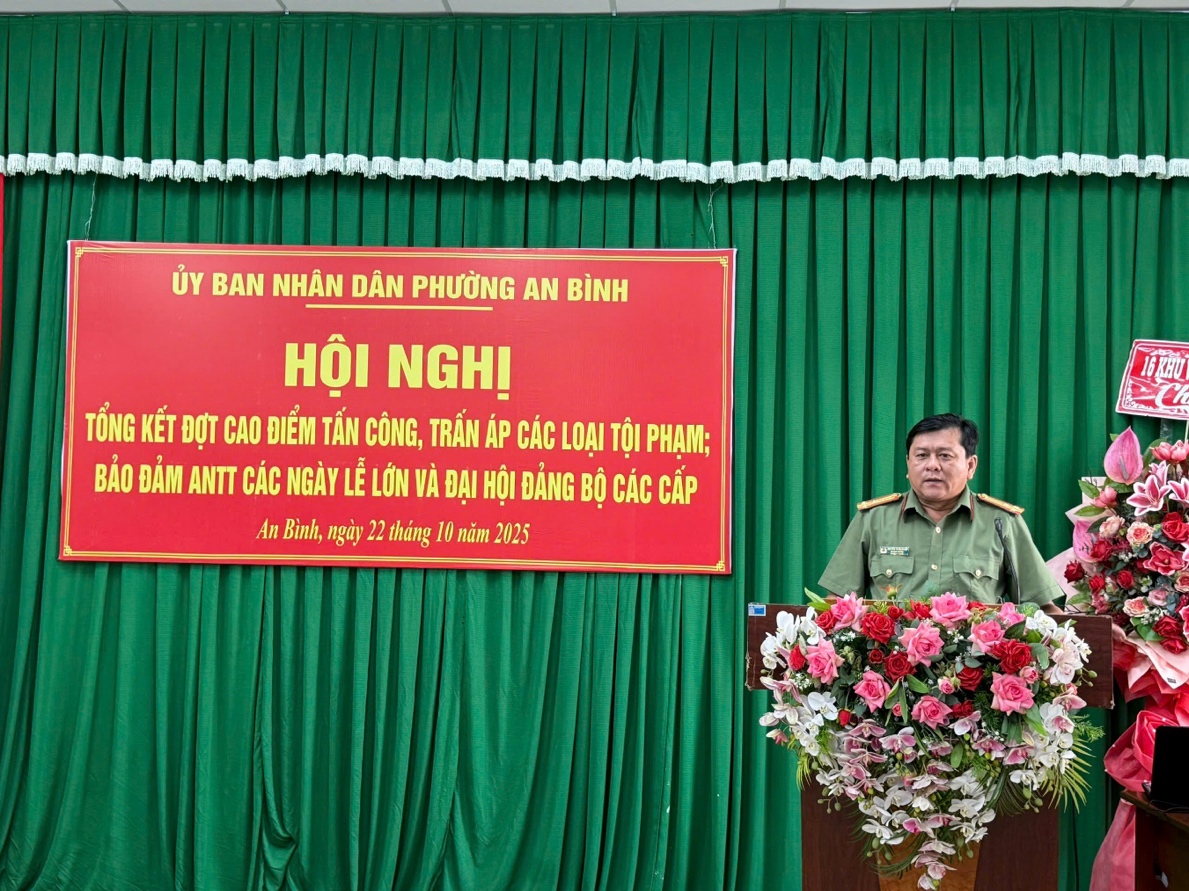 ỦY BAN NHÂN DÂN PHƯỜNG AN BÌNH
HỘI NGHỊ
TỔNG KẾT ĐỢT CAO ĐIỂM TẤN CÔNG, TRẤN ÁP CÁC LOẠI TỘI PHẠM;
BẢO ĐẢM ANTT CÁC NGÀY LỄ LỚN VÀ ĐẠI HỘI ĐẢNG BỘ CÁC CẤP
An Bình, ngày 22 tháng 10 năm 2025
16 KHU